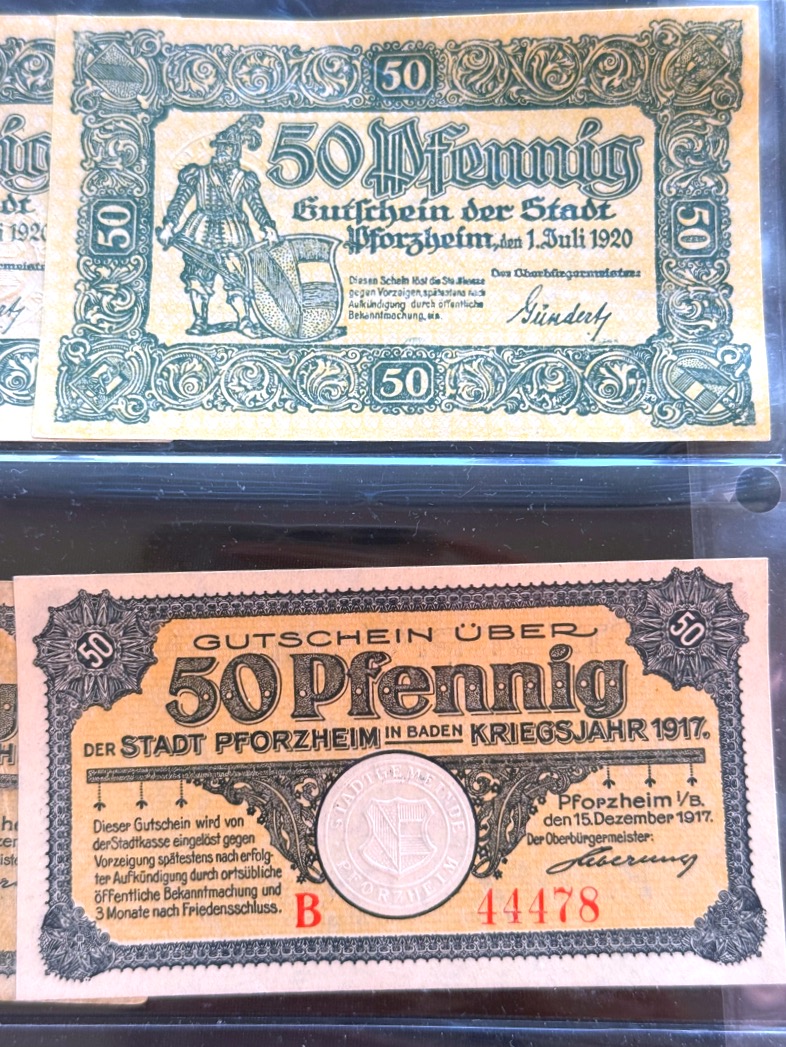 50
50 Pfennig
Gutschein der Stadt
Pforzheim, den 1. Juli 1920
Der Oberbürgermeister:
Diesen Schein löst die Stadtkasse
gegen Vorzeigen, spätestens nach
Aufkündigung durch öffentliche
Bekanntmachung, ein.
Gündert
50
50
50
1920
50
50
GUTSCHEIN ÜBER
50 Pfennig
DER STADT PFORZHEIM IN BADEN KRIEGSJAHR 1917.
STADTGEMEINDE
PFORZHEIM
Dieser Gutschein wird von
der Stadtkasse eingelöst gegen
Vorzeigung spätestens nach erfolg-
ter Aufkündigung durch ortsübliche
öffentliche Bekanntmachung und
3 Monate nach Friedensschluss.
Pforzheim i/B.
den 15. Dezember 1917.
Der Oberbürgermeister:
B 44478